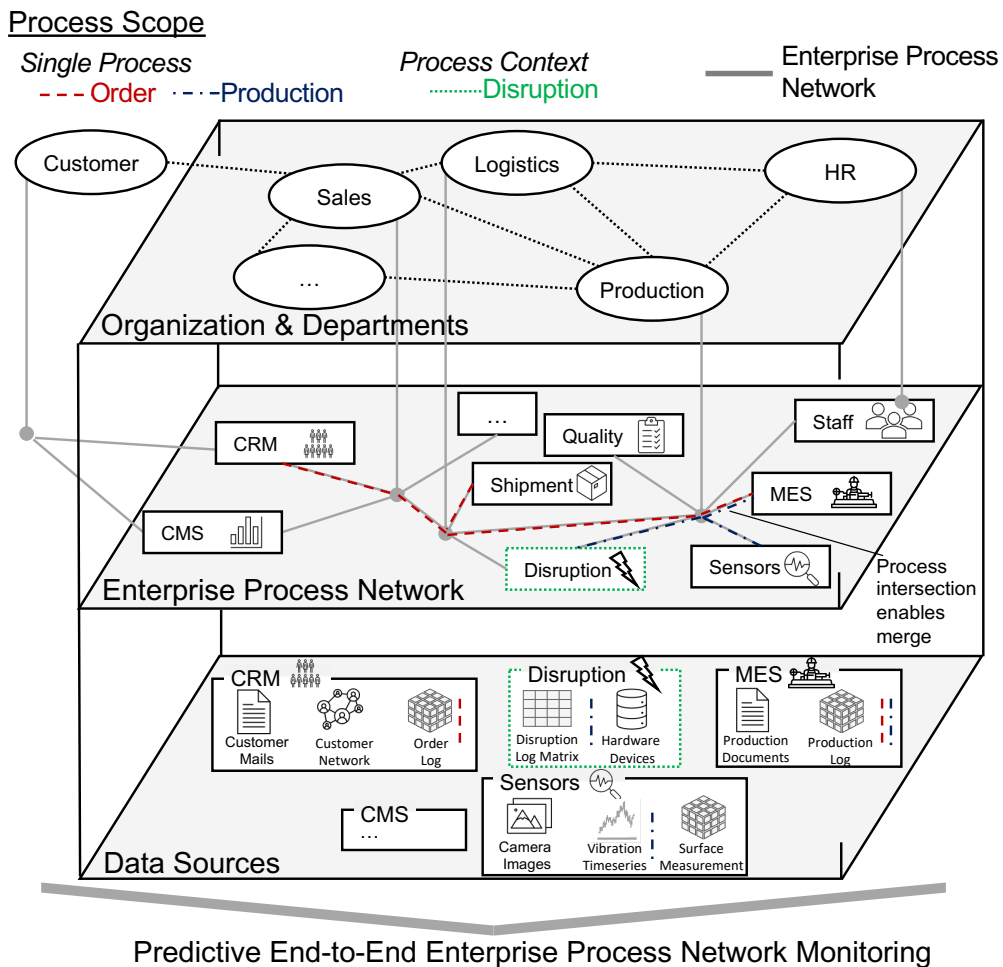 Process Scope
Single Process
Process Context
Enterprise Process
Network
Order
Production
Disruption
Customer
Sales
Logistics
HR
...
Production
Organization & Departments
CRM
...
Quality
Staff
Shipment
MES
CMS
Disruption
Sensors
Process
intersection
enables
merge
Enterprise Process Network
CRM
Customer
Mails
Customer
Network
Order
Log
Disruption
Disruption
Log Matrix
Hardware
Devices
MES
Production
Documents
Production
Log
CMS
...
Sensors
Camera
Images
Vibration
Timeseries
Surface
Measurement
Data Sources
Predictive End-to-End Enterprise Process Network Monitoring